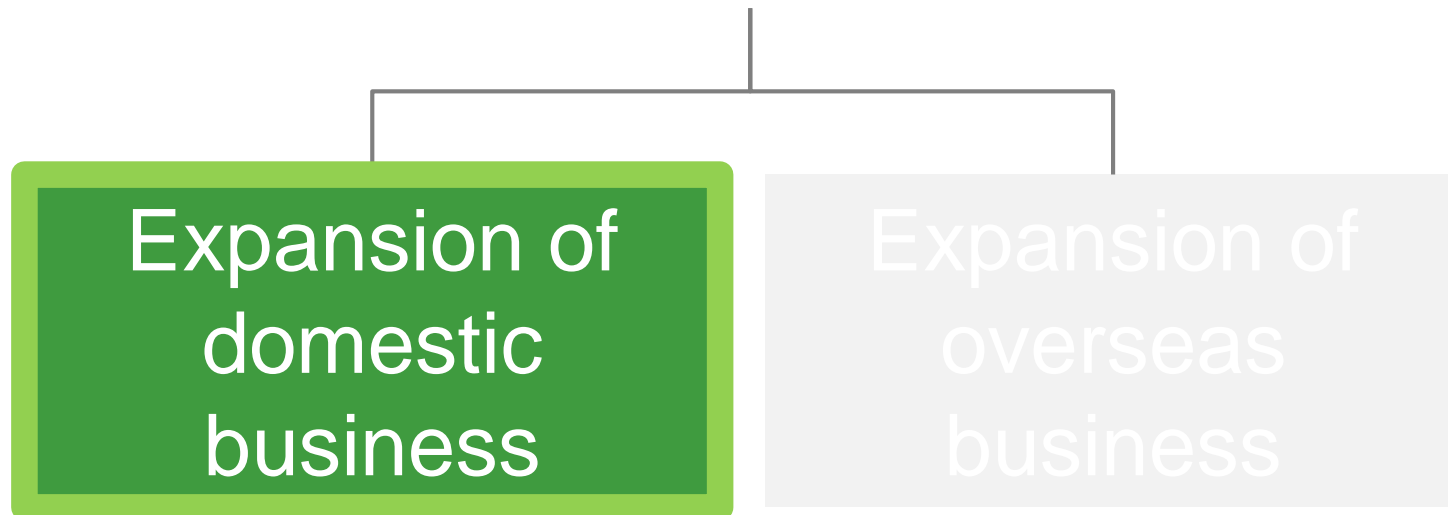 Expansion of
domestic
business
Expansion of
overseas
business